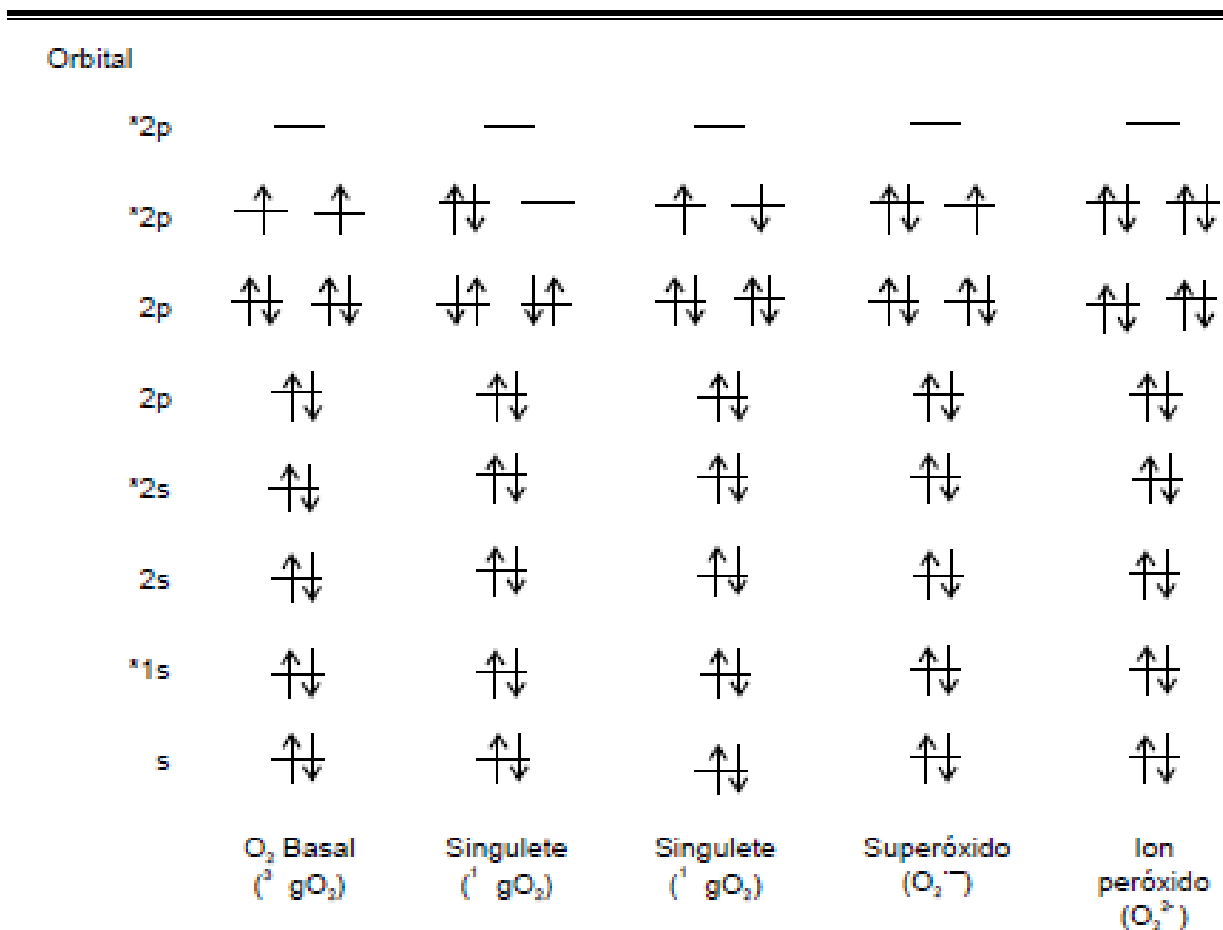 Orbital
*2p
*2p
2p
2p
*2s
2s
*1s
s
O₂ Basal Singulete Singulete Superóxido Ion
(³ gO₂) (¹ gO₂) (¹ gO₂) (O₂˙⁻) peróxido
(O₂²⁻)